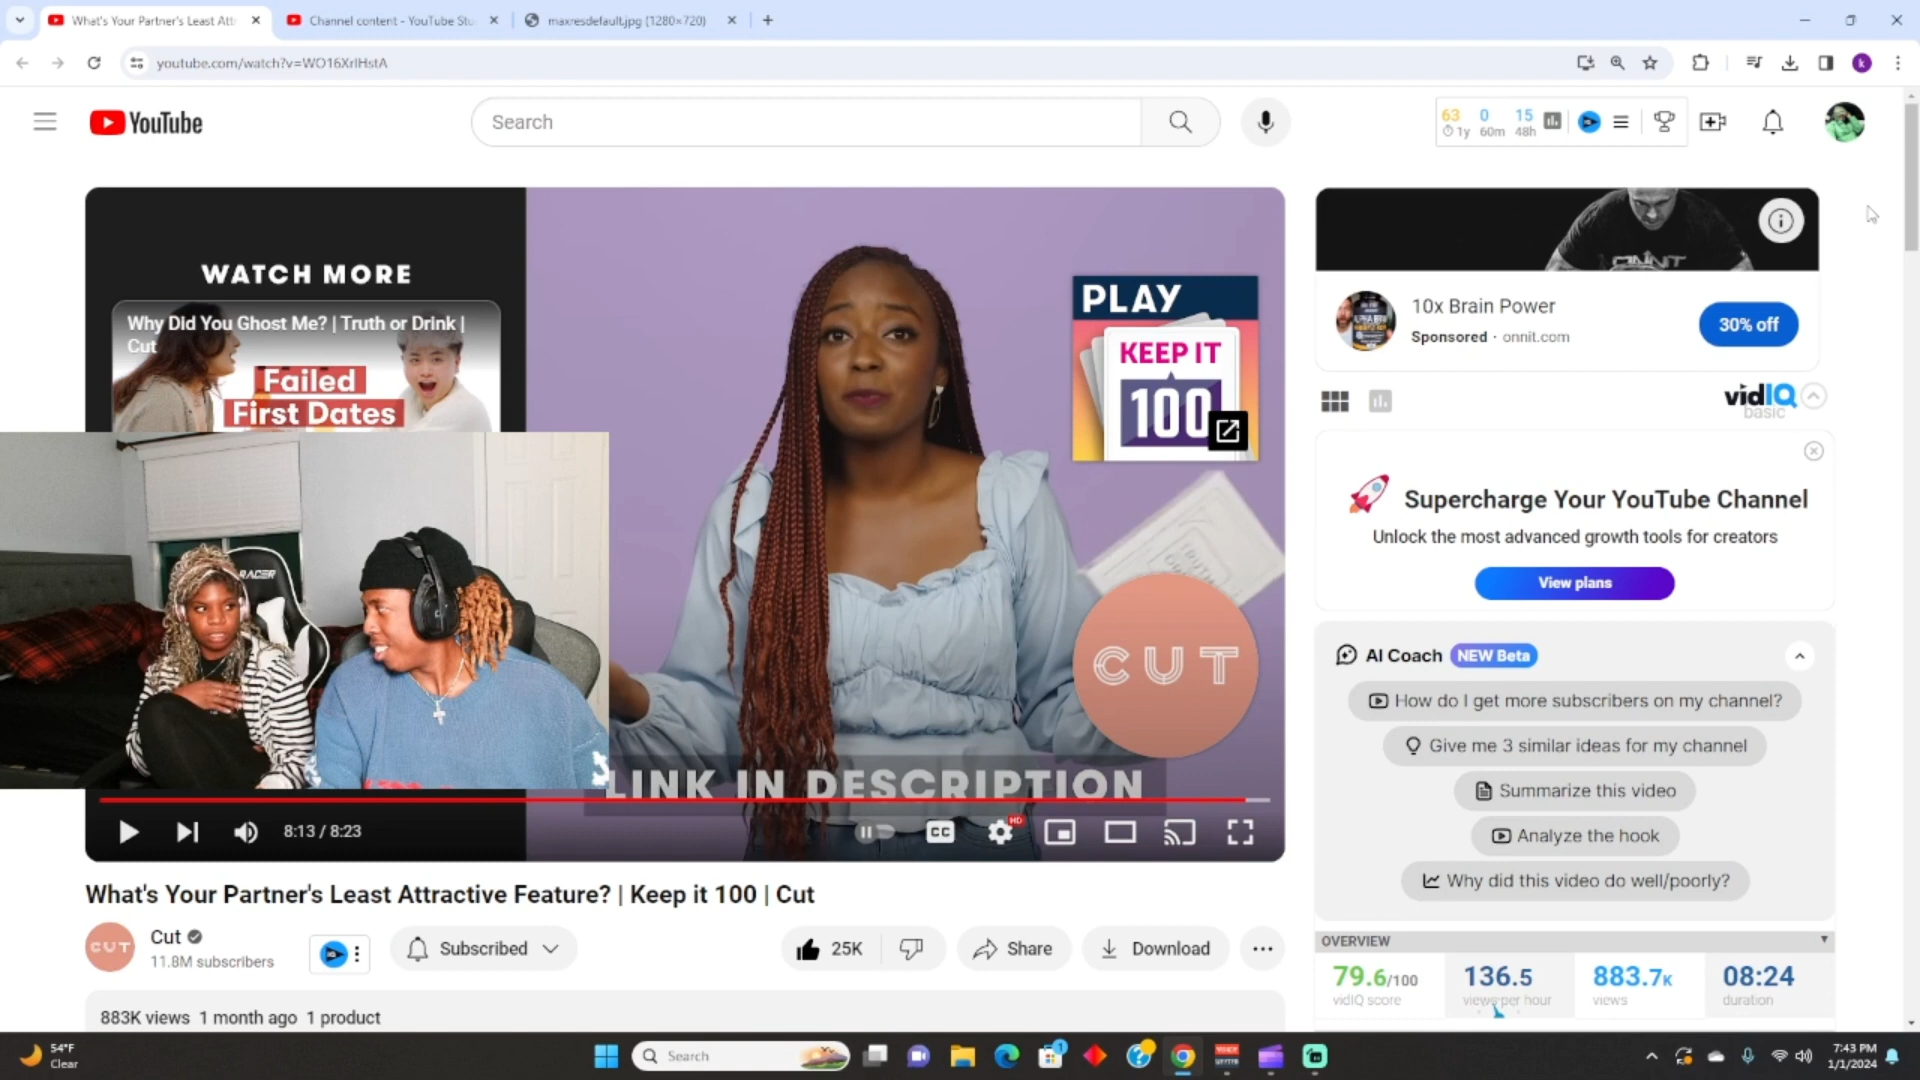 What's Your Partner's Least Att
Channel content - YouTube Stu
maxresdefault.jpg (1280×720)
youtube.com/watch?v=WO16XrlHstA
k
YouTube
Search
63 0 15
1y 60m 48h
WATCH MORE
Why Did You Ghost Me? | Truth or Drink |
Cut
Failed
First Dates
PLAY
KEEP IT
100
CUT
LINK IN DESCRIPTION
RACER
8:13 / 8:23
CC
HD
ONNIT
10x Brain Power
Sponsored · onnit.com
30% off
vidIQ
basic
Supercharge Your YouTube Channel
Unlock the most advanced growth tools for creators
View plans
AI Coach NEW Beta
How do I get more subscribers on my channel?
Give me 3 similar ideas for my channel
Summarize this video
Analyze the hook
Why did this video do well/poorly?
OVERVIEW
79.6/100 136.5 883.7K 08:24
vidIQ score views per hour views duration
What's Your Partner's Least Attractive Feature? | Keep it 100 | Cut
CUT
Cut
11.8M subscribers
Subscribed
25K
Share
Download
883K views 1 month ago 1 product
54°F
Clear
Search
1
7:43 PM
1/1/2024